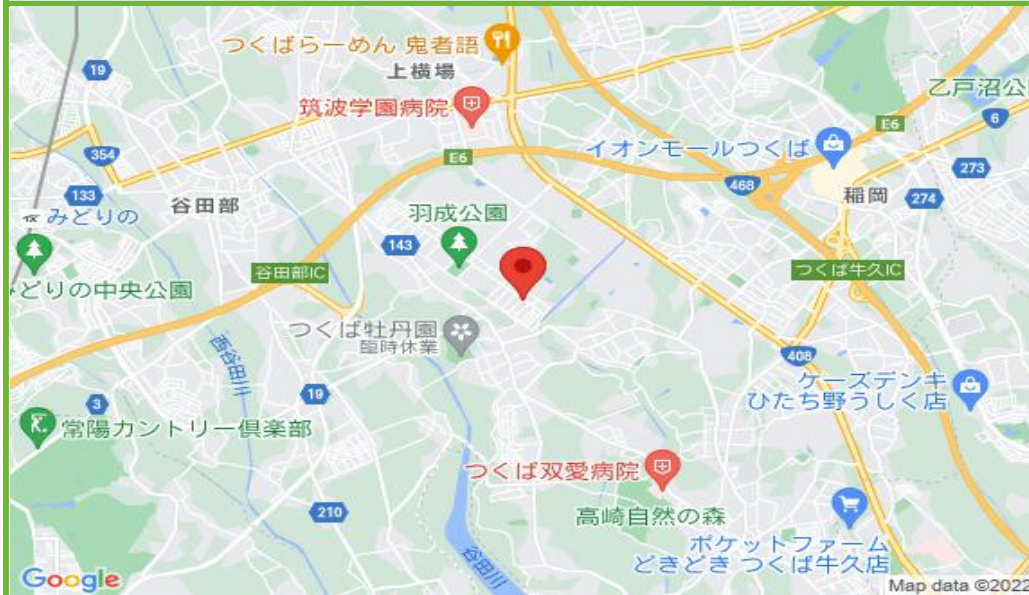 つくばらーめん 鬼者語
上横場
19
筑波学園病院
乙戸沼公
6
E6
イオンモールつくば
354
E6
273
468
133
谷田部
稲岡
274
みどりの
羽成公園
143
谷田部IC
つくば牛久IC
みどりの中央公園
つくば牡丹園
臨時休業
西谷田川
408
ケーズデンキ
ひたち野うしく店
19
3
常陽カントリー倶楽部
つくば双愛病院
210
高崎自然の森
ポケットファーム
どきどき つくば牛久店
谷田川
Google
Map data ©2022